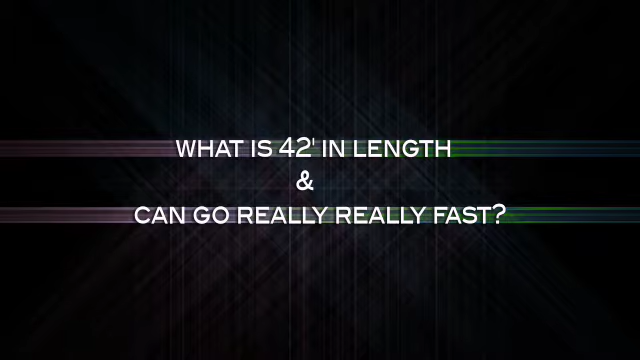 WHAT IS 42' IN LENGTH
&
CAN GO REALLY REALLY FAST?